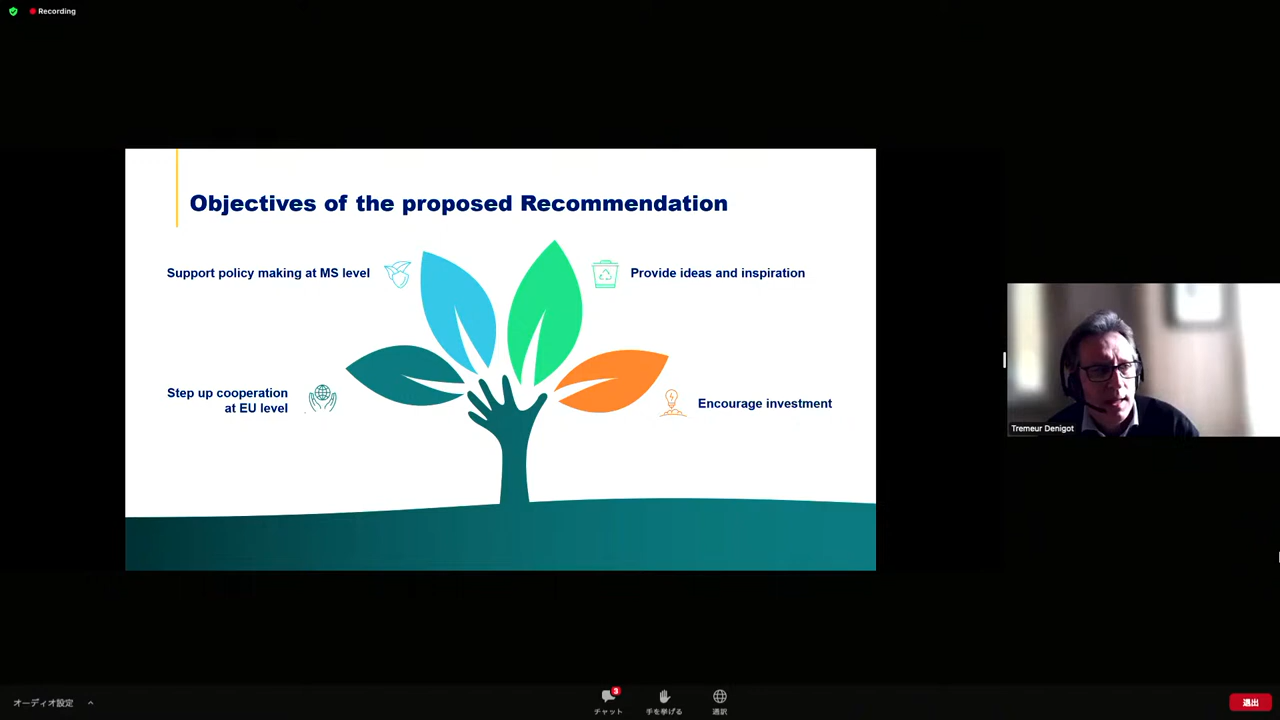 Recording
Objectives of the proposed Recommendation
Support policy making at MS level
Provide ideas and inspiration
Step up cooperation
at EU level
Encourage investment
Tremeur Denigot
オーディオ設定
3
チャット
手を挙げる
通訳
退出